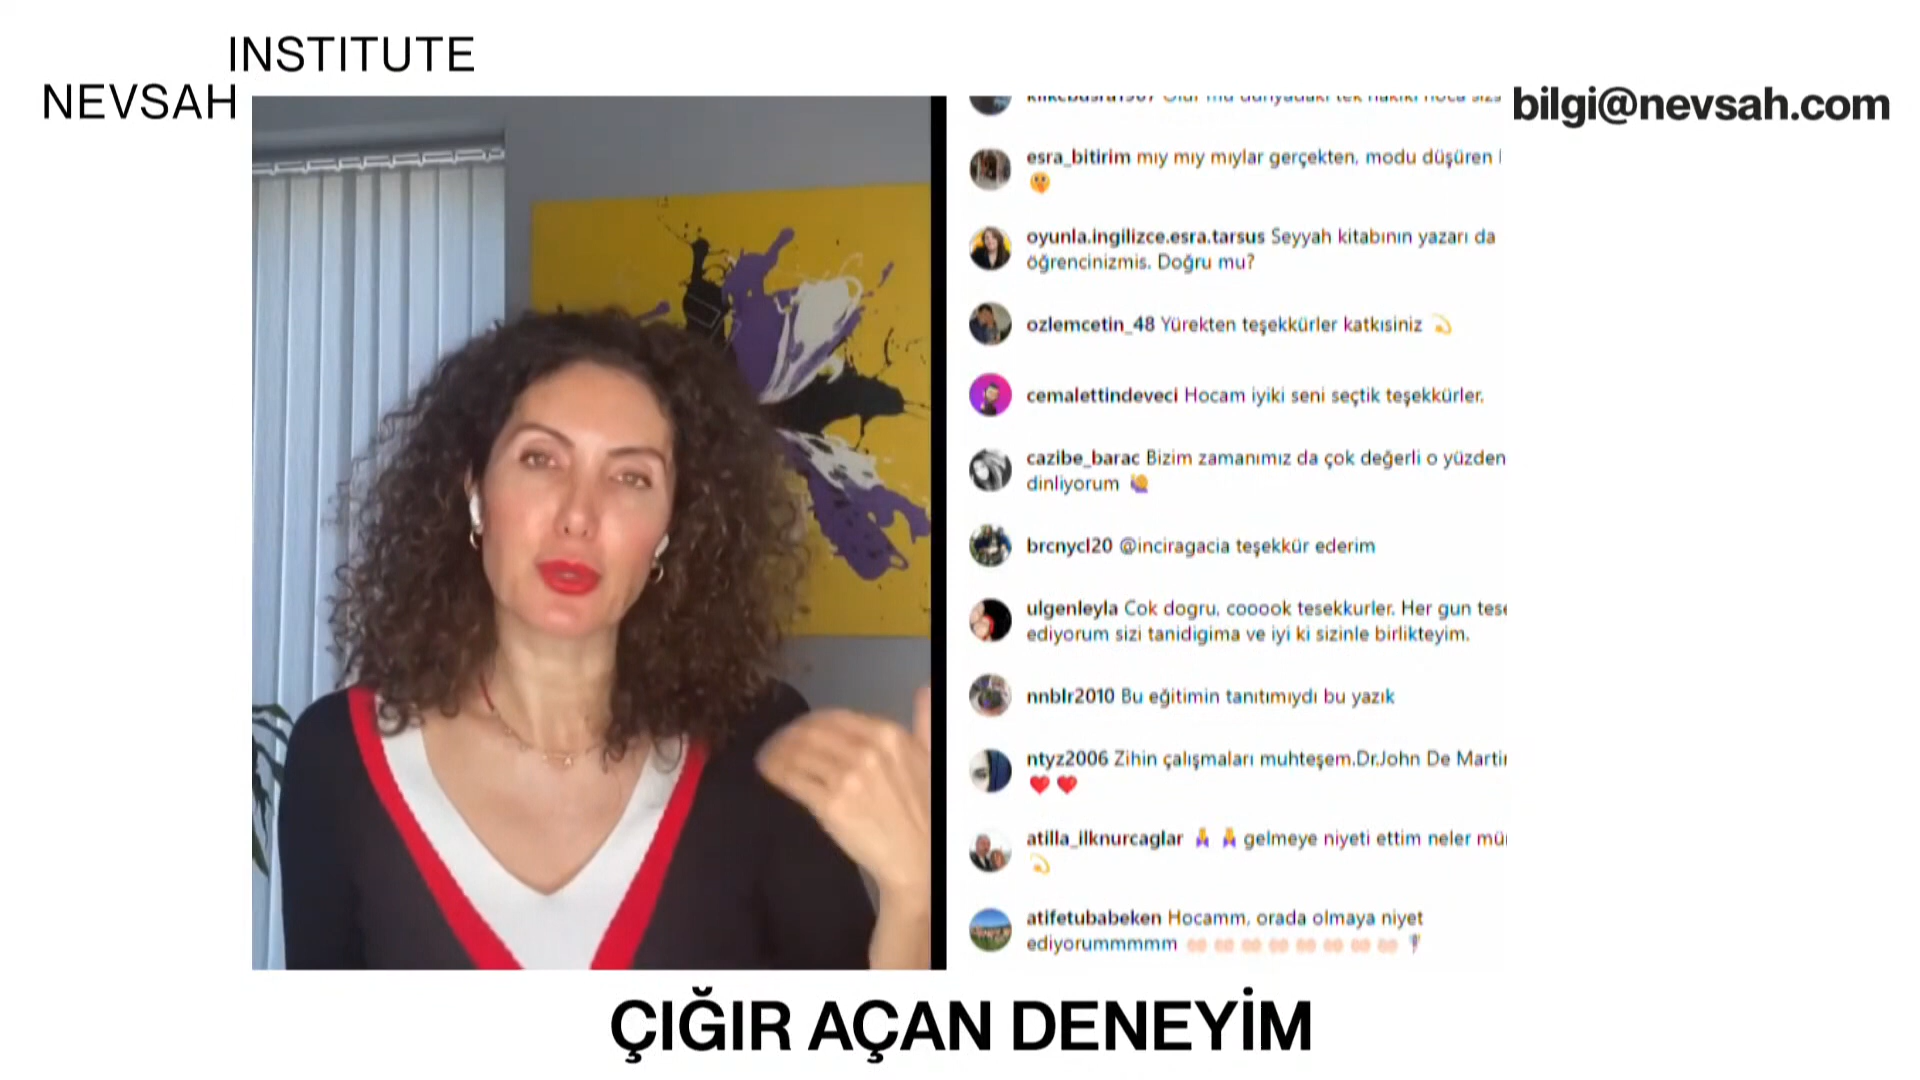 INSTITUTE
NEVSAH
bilgi@nevsah.com
esra_bitirim mıy mıy mıylar gerçekten, modu düşüren
oyunla.ingilizce.esra.tarsus Seyyah kitabının yazarı da
öğrencinizmis. Doğru mu?
ozlemcetin_48 Yürekten teşekkürler katkısiniz
cemalettindeveci Hocam iyiki seni seçtik teşekkürler.
cazibe_barac Bizim zamanımız da çok değerli o yüzden
dinliyorum
brcnycl20 @inciragacia teşekkür ederim
ulgenleyla Cok dogru, cooook tesekkurler. Her gun
ediyorum sizi tanidigima ve iyi ki sizinle birlikteyim.
nnblr2010 Bu eğitimin tanıtımıydı bu yazık
ntyz2006 Zihin çalışmaları muhteşem.Dr.John De
atilla_ilknurcaglar gelmeye niyeti ettim neler
atifetubabeken Hocamm, orada olmaya niyet
ediyorummmmm
ÇIĞIR AÇAN DENEYİM